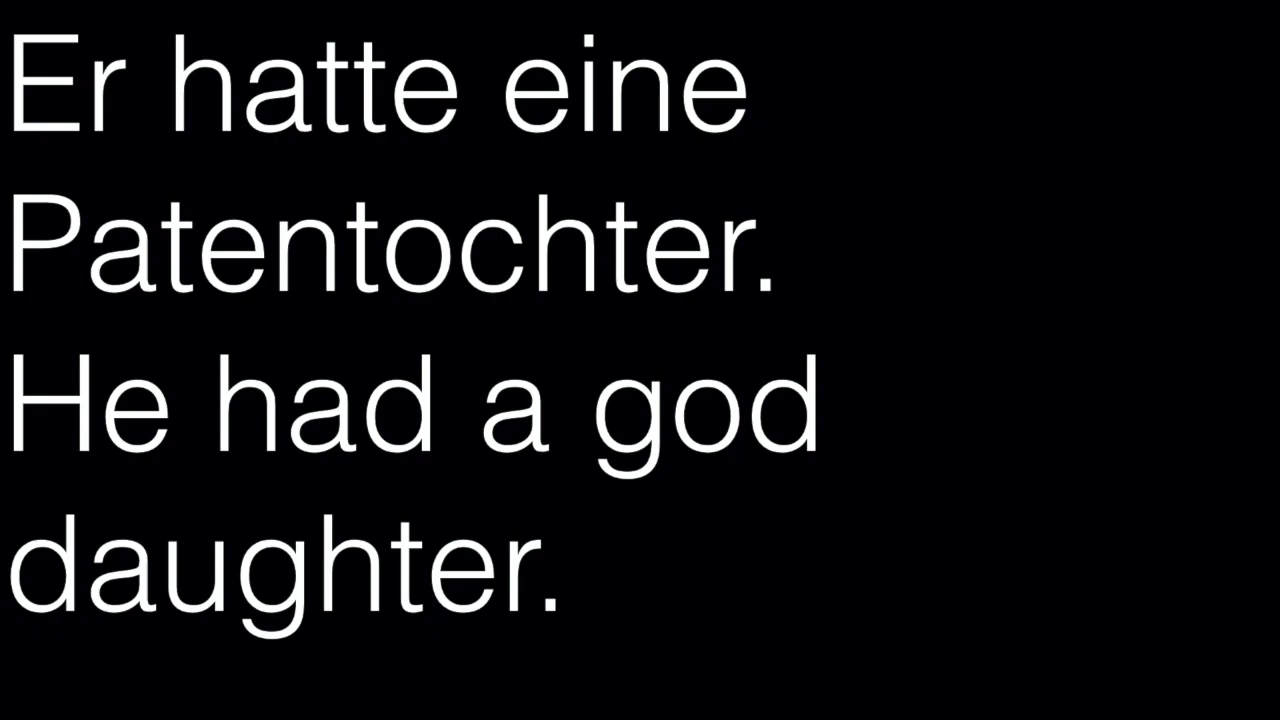 Er hatte eine
Patentochter.
He had a god
daughter.